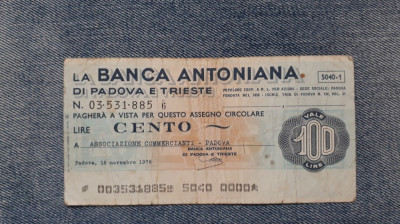 LA BANCA ANTONIANA
DI PADOVA E TRIESTE
5040-1
N. 03·531·885 6
PAGHERÀ A VISTA PER QUESTO ASSEGNO CIRCOLARE
LIRE CENTO
VALE
100
LIRE
A ASSOCIAZIONE COMMERCIANTI - PADOVA
BANCA ANTONIANA
DI PADOVA E TRIESTE
Padova, 18 novembre 1976
0003531885 5040 0000